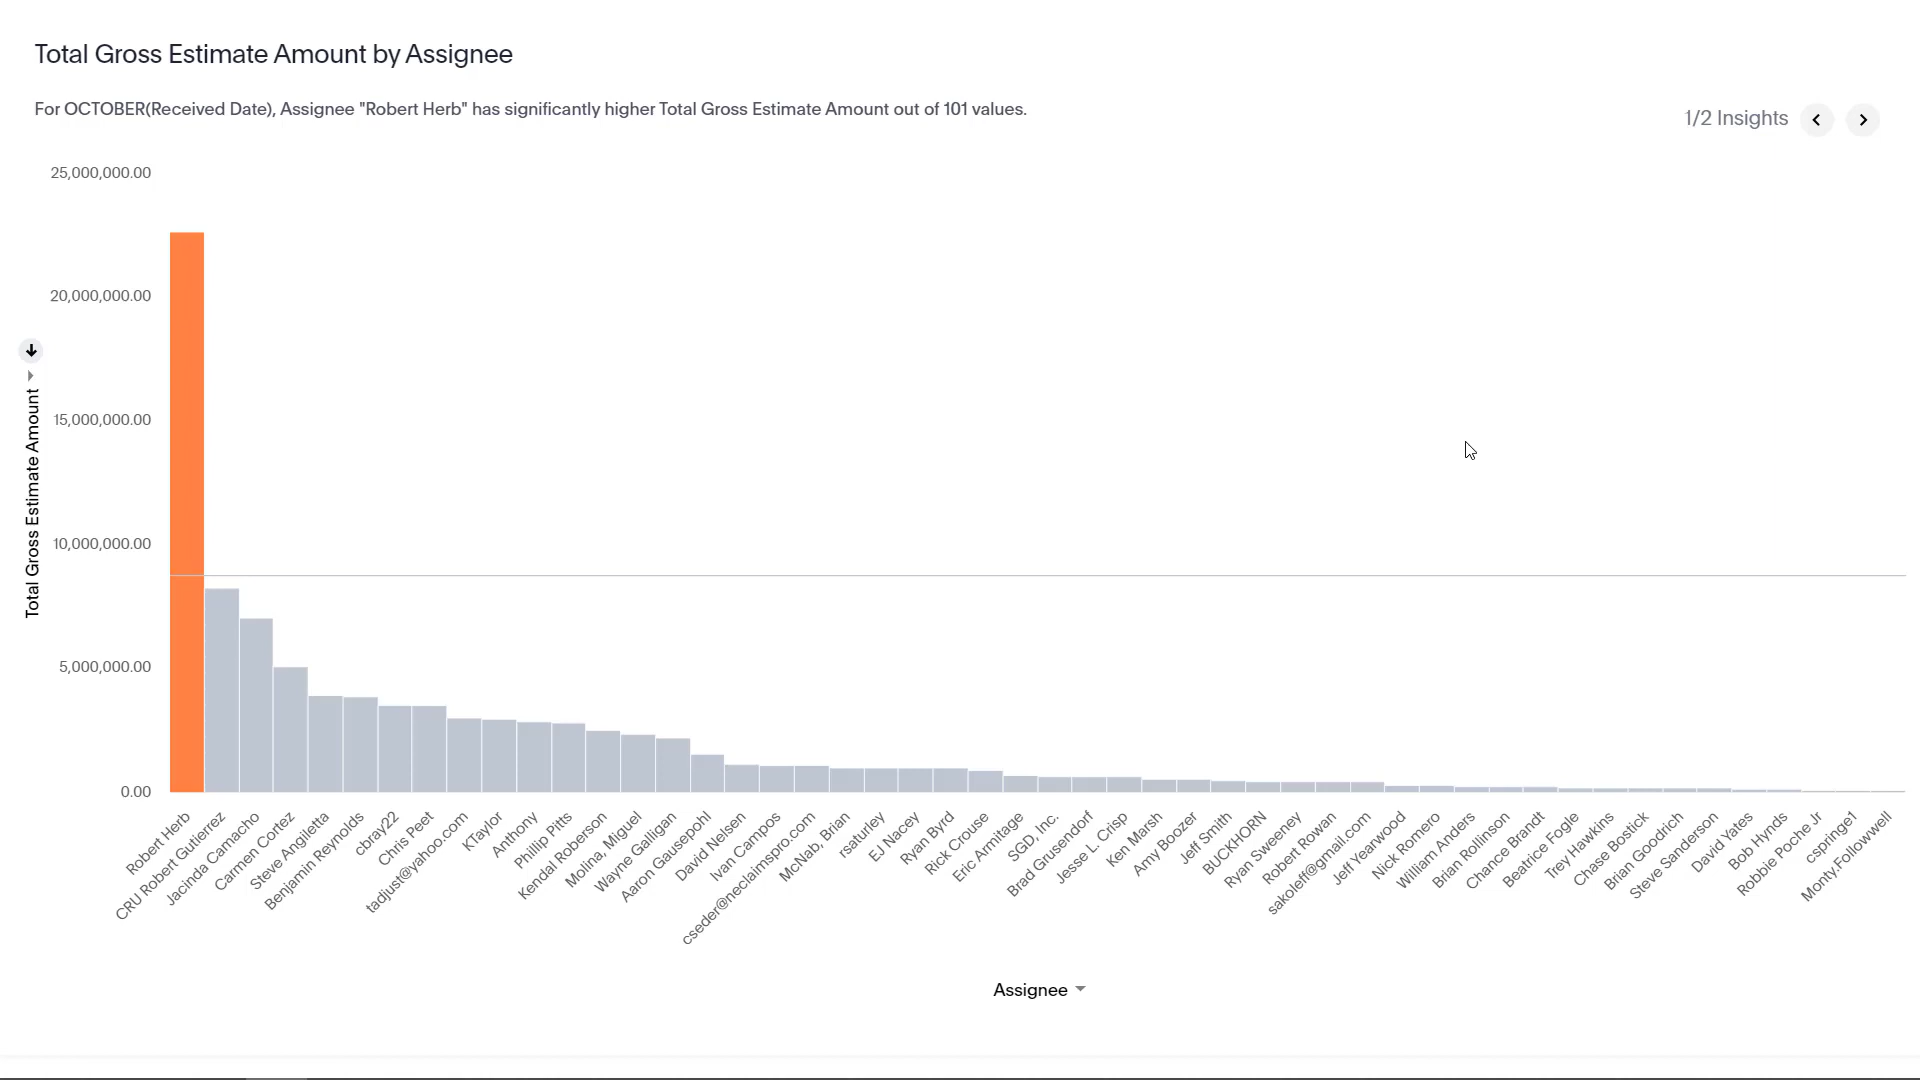 Total Gross Estimate Amount by Assignee
For OCTOBER(Received Date), Assignee "Robert Herb" has significantly higher Total Gross Estimate Amount out of 101 values.
1/2 Insights
25,000,000.00
20,000,000.00
15,000,000.00
10,000,000.00
5,000,000.00
0.00
Total Gross Estimate Amount
Robert Herb
CRU Robert Gutierrez
Jacinda Camacho
Carmen Cortez
Steve Angiletta
Benjamin Reynolds
cbray22
Chris Peet
tadjust@yahoo.com
KTaylor
Anthony
Phillip Pitts
Kendal Roberson
Molina, Miguel
Wayne Galligan
Aaron Gausepohl
David Nelsen
Ivan Campos
cseder@neclaimspro.com
McNab, Brian
rsaturley
EJ Nacey
Ryan Byrd
Rick Crouse
Eric Armitage
SGD, Inc.
Brad Grusendorf
Jesse L. Crisp
Ken Marsh
Amy Boozer
Jeff Smith
BUCKHORN
Ryan Sweeney
Robert Rowan
sakoleff@gmail.com
Jeff Yearwood
Nick Romero
William Anders
Brian Rollinson
Chance Brandt
Beatrice Fogle
Trey Hawkins
Chase Bostick
Brian Goodrich
Steve Sanderson
David Yates
Bob Hynds
Robbie Poche Jr
cspringe1
Monty.Followwell
Assignee